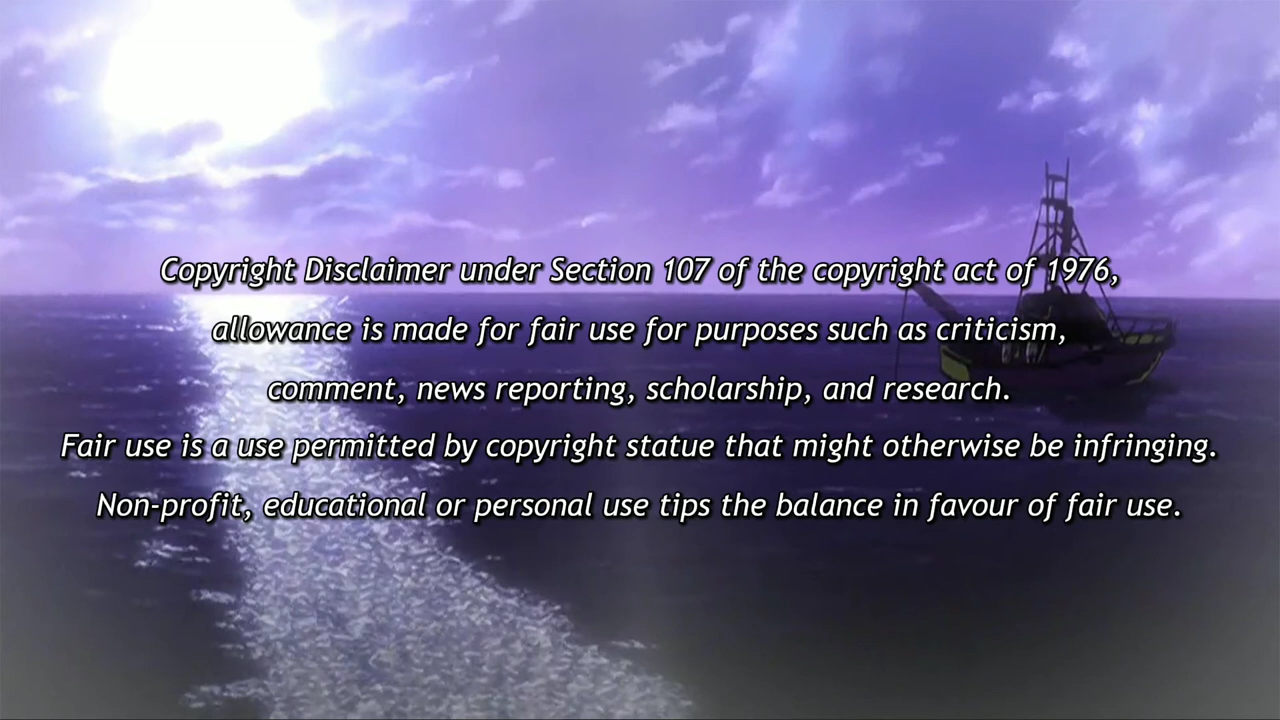 Copyright Disclaimer under Section 107 of the copyright act of 1976,
allowance is made for fair use for purposes such as criticism,
comment, news reporting, scholarship, and research.
Fair use is a use permitted by copyright statue that might otherwise be infringing.
Non-profit, educational or personal use tips the balance in favour of fair use.